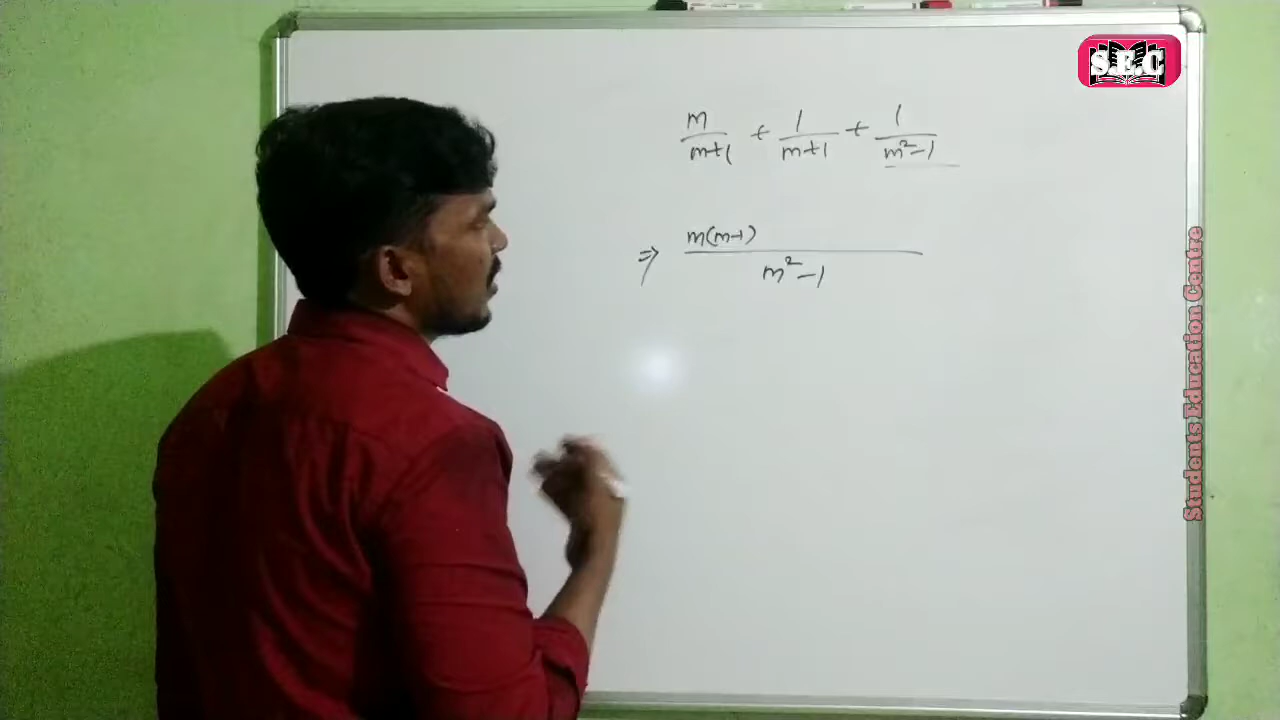 S.E.C
m/m+1 + 1/m+1 + 1/m²-1
⇒ m(m-1)/m²-1
Students Education Centre